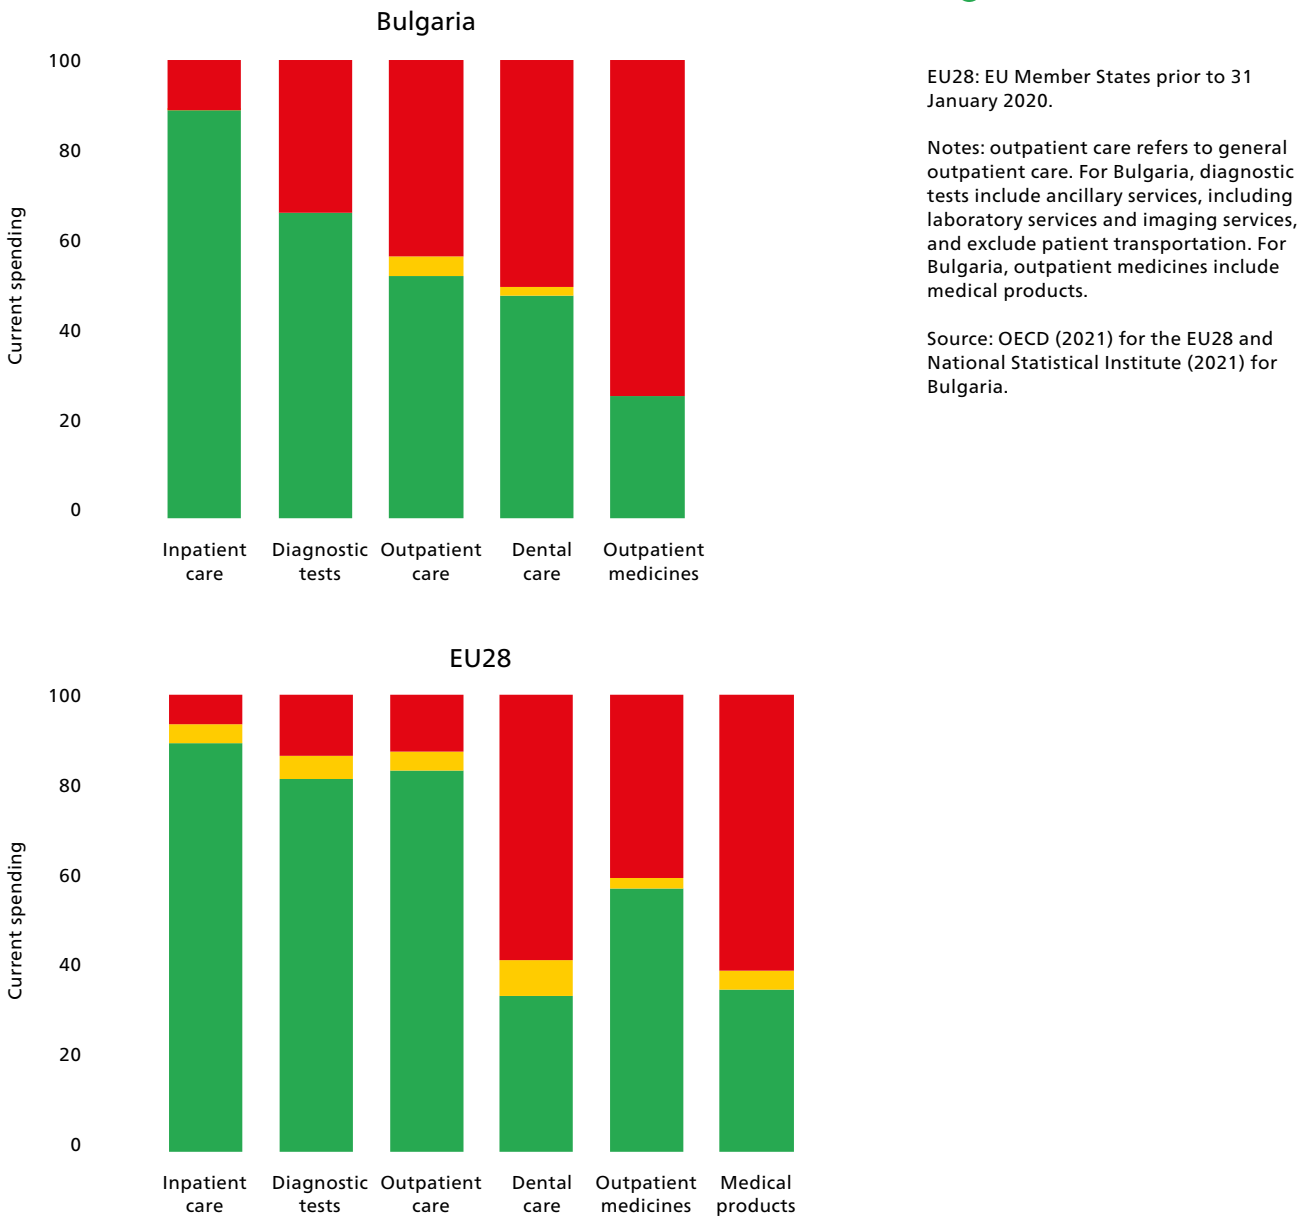 Bulgaria
100
80
60
40
20
0
Current spending
Inpatient care
Diagnostic tests
Outpatient care
Dental care
Outpatient medicines
EU28: EU Member States prior to 31
January 2020.
Notes: outpatient care refers to general
outpatient care. For Bulgaria, diagnostic
tests include ancillary services, including
laboratory services and imaging services,
and exclude patient transportation. For
Bulgaria, outpatient medicines include
medical products.
Source: OECD (2021) for the EU28 and
National Statistical Institute (2021) for
Bulgaria.
EU28
100
80
60
40
20
0
Current spending
Inpatient care
Diagnostic tests
Outpatient care
Dental care
Outpatient medicines
Medical products